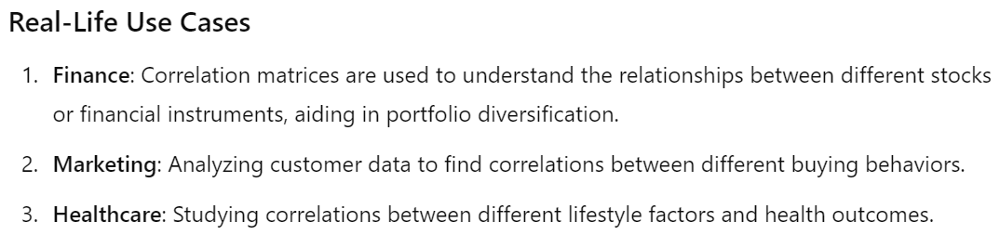 Real-Life Use Cases
1. Finance: Correlation matrices are used to understand the relationships between different stocks
or financial instruments, aiding in portfolio diversification.
2. Marketing: Analyzing customer data to find correlations between different buying behaviors.
3. Healthcare: Studying correlations between different lifestyle factors and health outcomes.